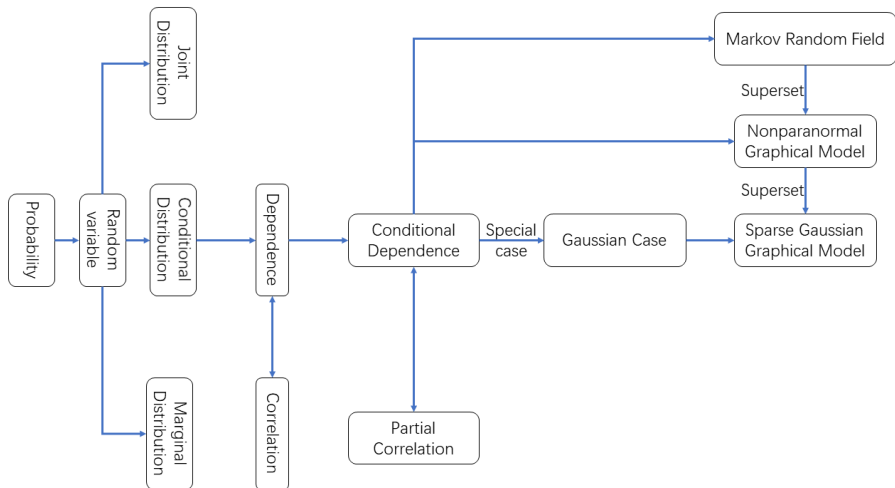 Joint
Distribution
Markov Random Field
Superset
Nonparanormal
Graphical Model
Superset
Probability
Random
variable
Conditional
Distribution
Dependence
Conditional
Dependence
Special
case
Gaussian Case
Sparse Gaussian
Graphical Model
Marginal
Distribution
Correlation
Partial
Correlation